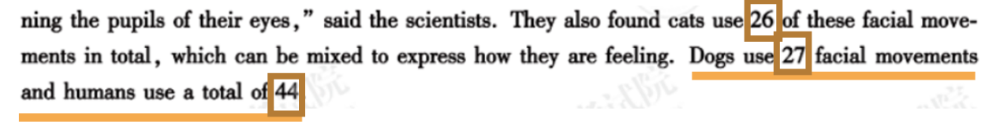 ning the pupils of their eyes,” said the scientists. They also found cats use 26 of these facial move-
ments in total, which can be mixed to express how they are feeling. Dogs use 27 facial movements
and humans use a total of 44